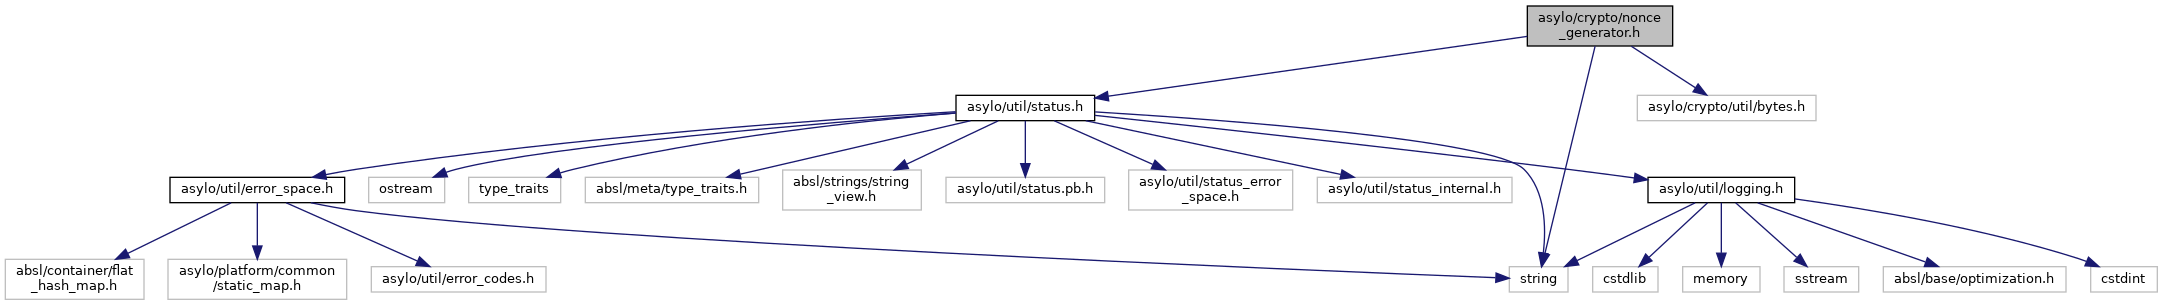 asylo/crypto/nonce
_generator.h
asylo/util/status.h
asylo/crypto/util/bytes.h
asylo/util/error_space.h
ostream
type_traits
absl/meta/type_traits.h
absl/strings/string
_view.h
asylo/util/status.pb.h
asylo/util/status_error
_space.h
asylo/util/status_internal.h
asylo/util/logging.h
absl/container/flat
_hash_map.h
asylo/platform/common
/static_map.h
asylo/util/error_codes.h
string
cstdlib
memory
sstream
absl/base/optimization.h
cstdint